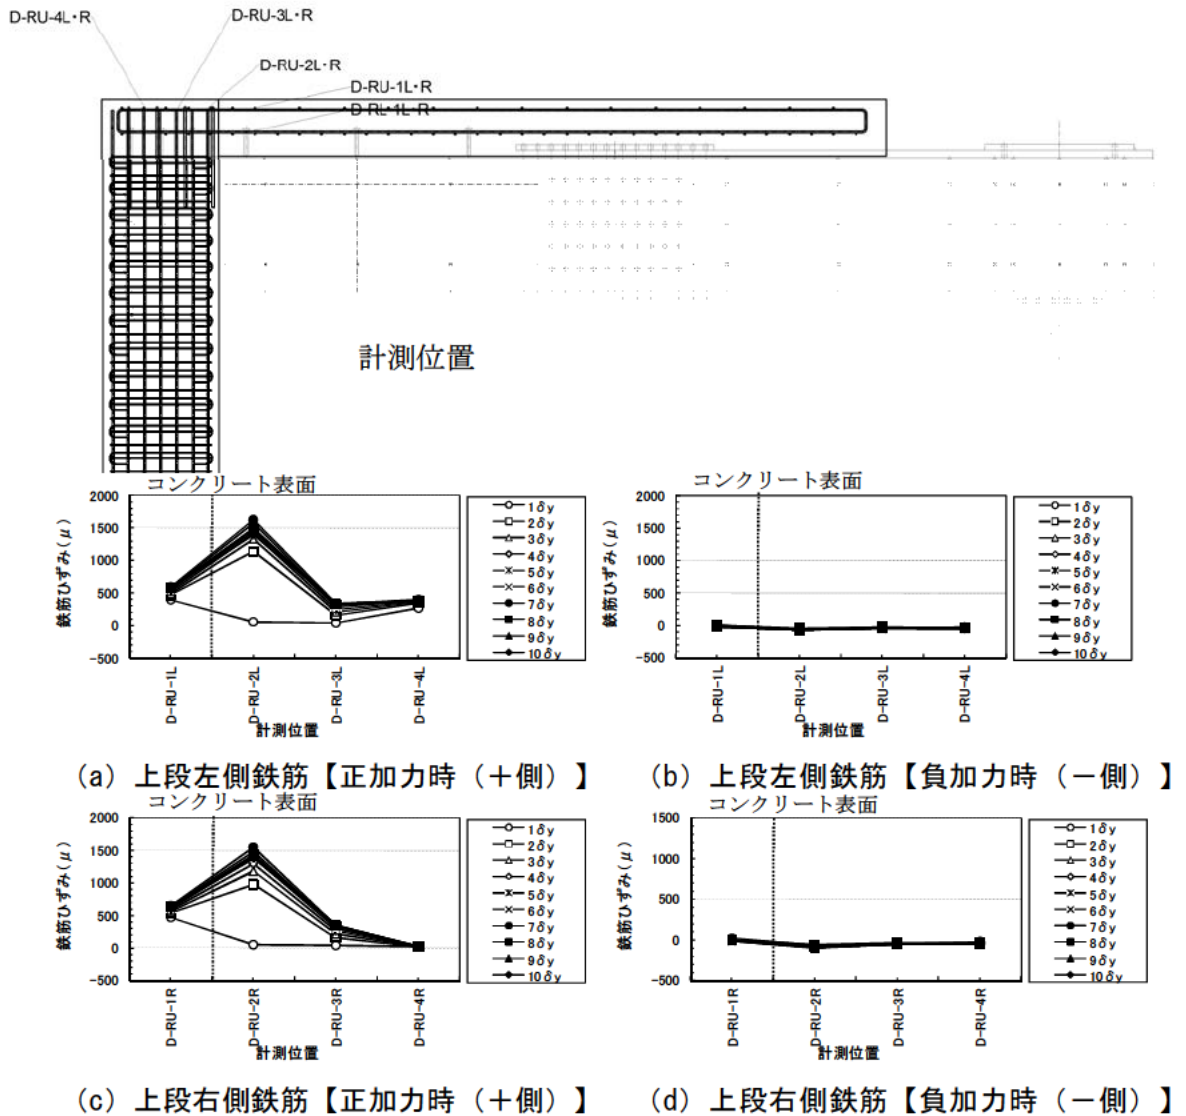 D-RU-4L・R
D-RU-3L・R
D-RU-2L・R
D-RU-1L・R
D-RL-1L・R
計測位置
コンクリート表面
2000
1500
1000
500
0
-500
鉄筋ひずみ(μ)
1δy
2δy
3δy
4δy
5δy
6δy
7δy
8δy
9δy
10δy
D-RU-1L
D-RU-2L
D-RU-3L
D-RU-4L
計測位置
(a) 上段左側鉄筋【正加力時(+側)】
コンクリート表面
2000
1500
1000
500
0
-500
鉄筋ひずみ(μ)
1δy
2δy
3δy
4δy
5δy
6δy
7δy
8δy
9δy
10δy
D-RU-1L
D-RU-2L
D-RU-3L
D-RU-4L
計測位置
(b) 上段左側鉄筋【負加力時(-側)】
コンクリート表面
2000
1500
1000
500
0
-500
鉄筋ひずみ(μ)
1δy
2δy
3δy
4δy
5δy
6δy
7δy
8δy
9δy
10δy
D-RU-1R
D-RU-2R
D-RU-3R
D-RU-4R
計測位置
(c) 上段右側鉄筋【正加力時(+側)】
コンクリート表面
1500
1000
500
0
-500
鉄筋ひずみ(μ)
1δy
2δy
3δy
4δy
5δy
6δy
7δy
8δy
9δy
10δy
D-RU-1R
D-RU-2R
D-RU-3R
D-RU-4R
計測位置
(d) 上段右側鉄筋【負加力時(-側)】